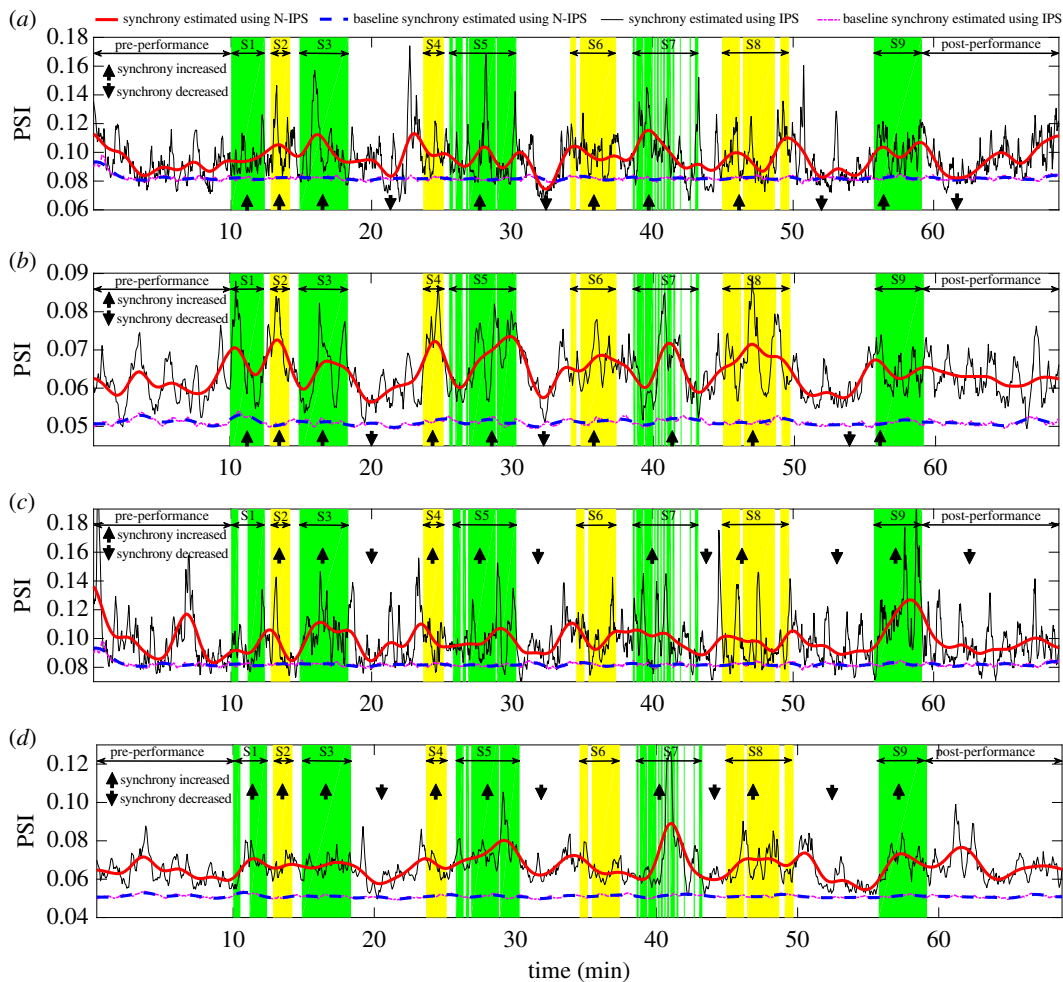 synchrony estimated using N-IPS baseline synchrony estimated using N-IPS synchrony estimated using IPS baseline synchrony estimated using IPS
(a)
0.18
0.16
0.14
0.12
0.10
0.08
0.06
PSI
pre-performance S1 S2 S3 S4 S5 S6 S7 S8 S9 post-performance
synchrony increased
synchrony decreased
10 20 30 40 50 60
(b)
0.09
0.08
0.07
0.06
0.05
PSI
pre-performance S1 S2 S3 S4 S5 S6 S7 S8 S9 post-performance
synchrony increased
synchrony decreased
10 20 30 40 50 60
(c)
0.18
0.16
0.14
0.12
0.10
0.08
PSI
pre-performance S1 S2 S3 S4 S5 S6 S7 S8 S9 post-performance
synchrony increased
synchrony decreased
10 20 30 40 50 60
(d)
0.12
0.10
0.08
0.06
0.04
PSI
pre-performance S1 S2 S3 S4 S5 S6 S7 S8 S9 post-performance
synchrony increased
synchrony decreased
10 20 30 40 50 60
time (min)